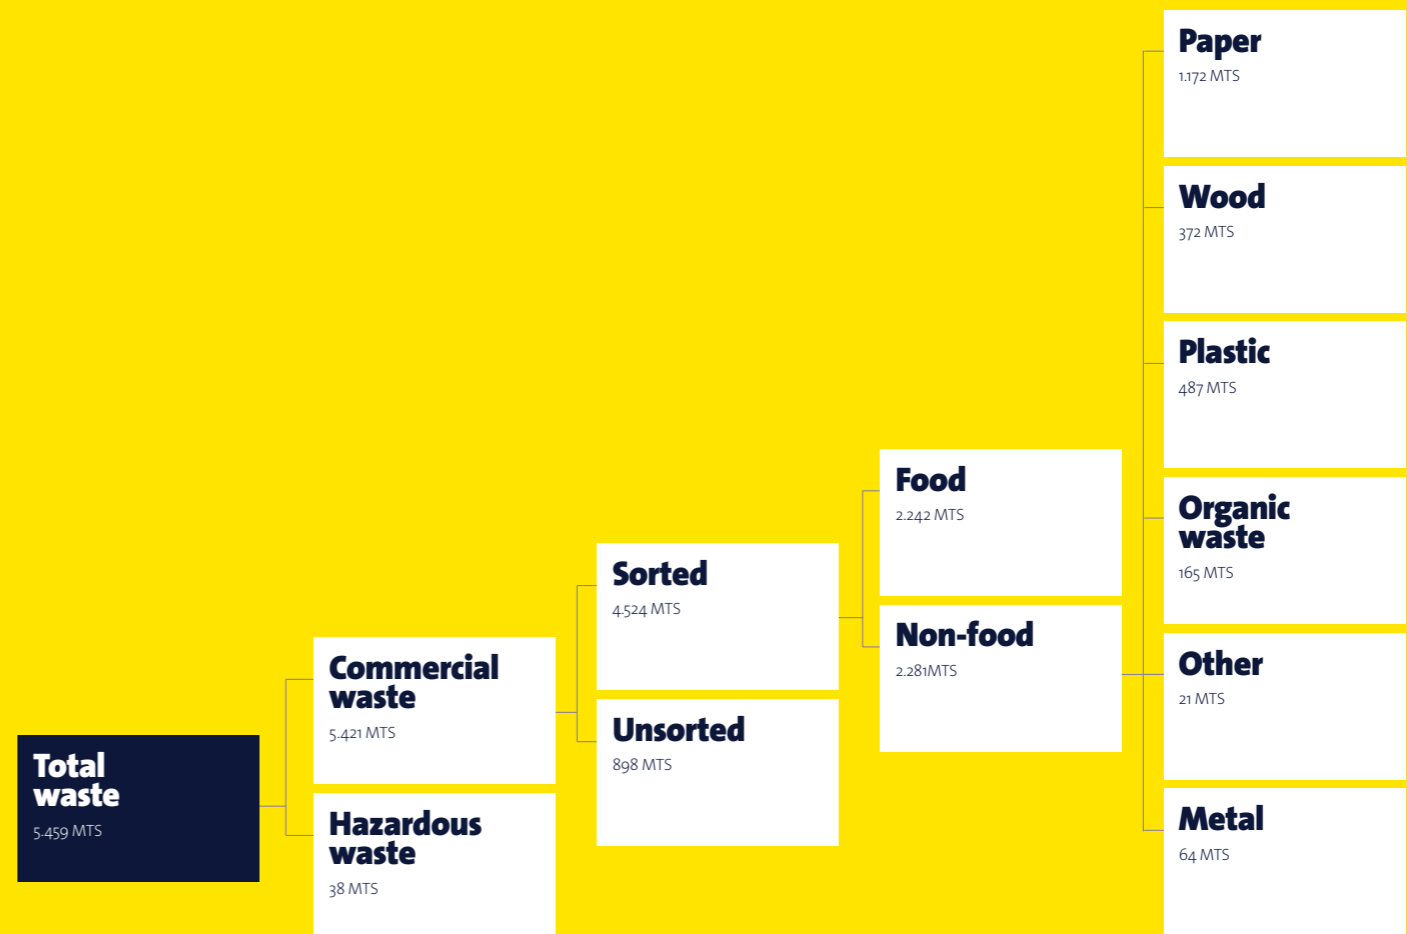 Total
waste
5.459 MTS
Commercial
waste
5.421 MTS
Hazardous
waste
38 MTS
Sorted
4.524 MTS
Unsorted
898 MTS
Food
2.242 MTS
Non-food
2.281MTS
Paper
1.172 MTS
Wood
372 MTS
Plastic
487 MTS
Organic
waste
165 MTS
Other
21 MTS
Metal
64 MTS